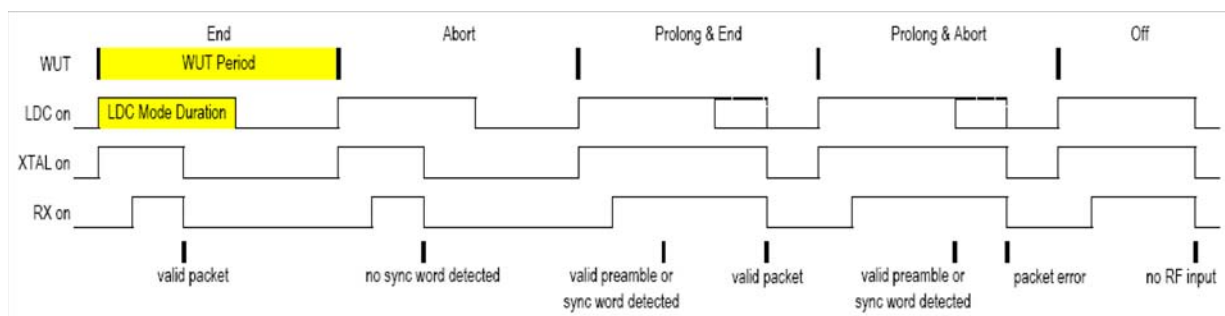 End Abort Prolong & End Prolong & Abort Off
WUT WUT Period
LDC on LDC Mode Duration
XTAL on
RX on
valid packet no sync word detected valid preamble or valid packet valid preamble or packet error no RF input
sync word detected sync word detected